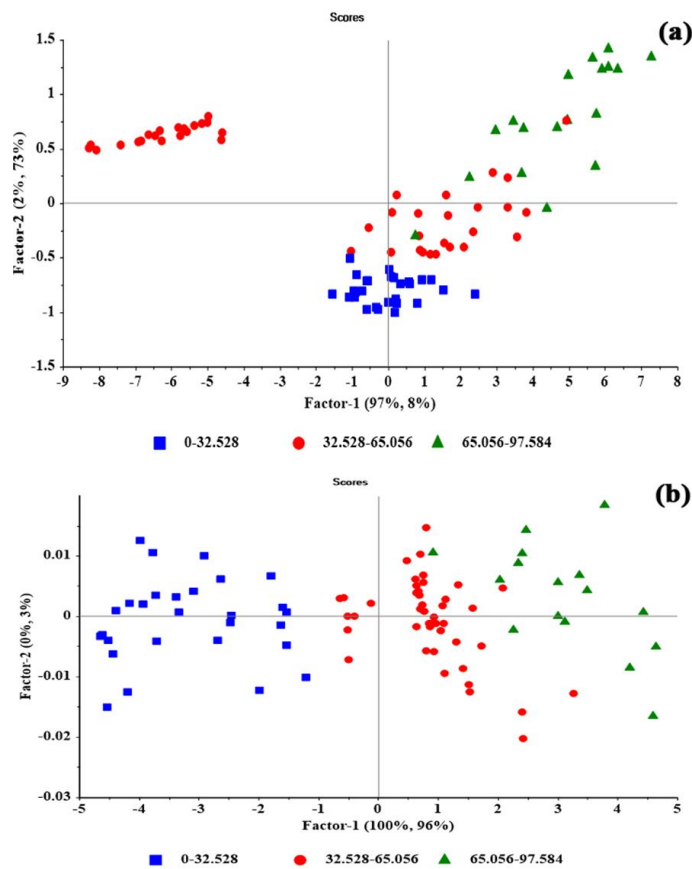 Scores
(a)
1.5
1
0.5
0
-0.5
-1
-1.5
Factor-2 (2%, 73%)
-9 -8 -7 -6 -5 -4 -3 -2 -1 0 1 2 3 4 5 6 7 8
Factor-1 (97%, 8%)
0-32.528 32.528-65.056 65.056-97.584
Scores
(b)
0.01
0
-0.01
-0.02
-0.03
Factor-2 (0%, 3%)
-5 -4 -3 -2 -1 0 1 2 3 4 5
Factor-1 (100%, 96%)
0-32.528 32.528-65.056 65.056-97.584